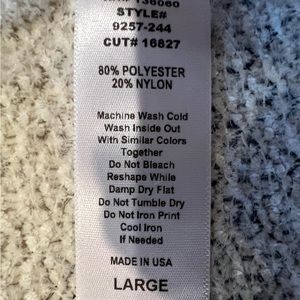 136060
STYLE#
9257-244
CUT# 16827
80% POLYESTER
20% NYLON
Machine Wash Cold
Wash Inside Out
With Similar Colors
Together
Do Not Bleach
Reshape While
Damp Dry Flat
Do Not Tumble Dry
Do Not Iron Print
Cool Iron
If Needed
MADE IN USA
LARGE